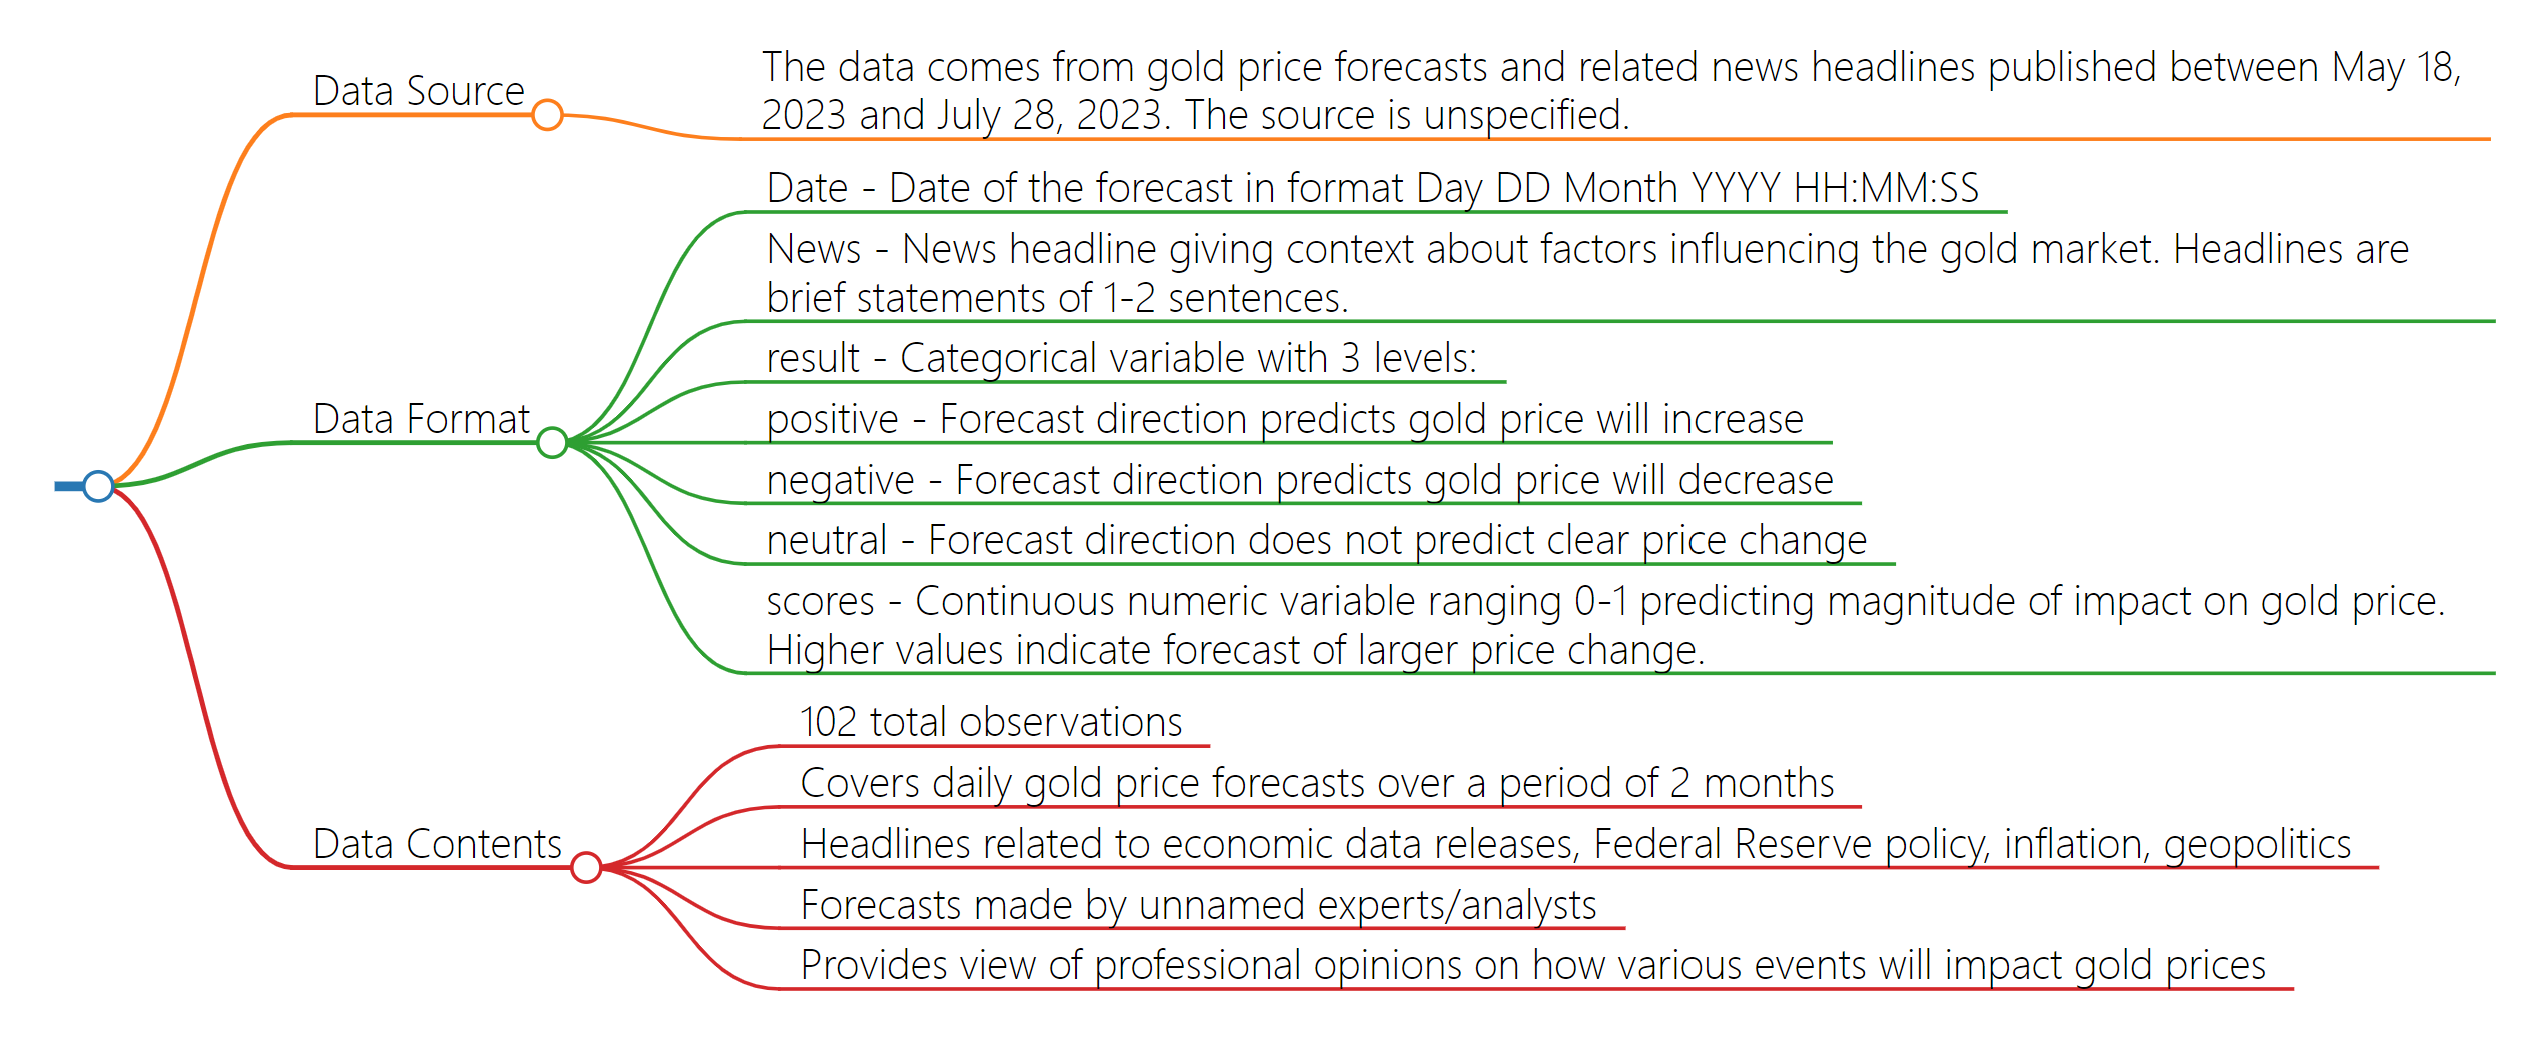 Data Source
The data comes from gold price forecasts and related news headlines published between May 18,
2023 and July 28, 2023. The source is unspecified.
Data Format
Date - Date of the forecast in format Day DD Month YYYY HH:MM:SS
News - News headline giving context about factors influencing the gold market. Headlines are
brief statements of 1-2 sentences.
result - Categorical variable with 3 levels:
positive - Forecast direction predicts gold price will increase
negative - Forecast direction predicts gold price will decrease
neutral - Forecast direction does not predict clear price change
scores - Continuous numeric variable ranging 0-1 predicting magnitude of impact on gold price.
Higher values indicate forecast of larger price change.
Data Contents
102 total observations
Covers daily gold price forecasts over a period of 2 months
Headlines related to economic data releases, Federal Reserve policy, inflation, geopolitics
Forecasts made by unnamed experts/analysts
Provides view of professional opinions on how various events will impact gold prices